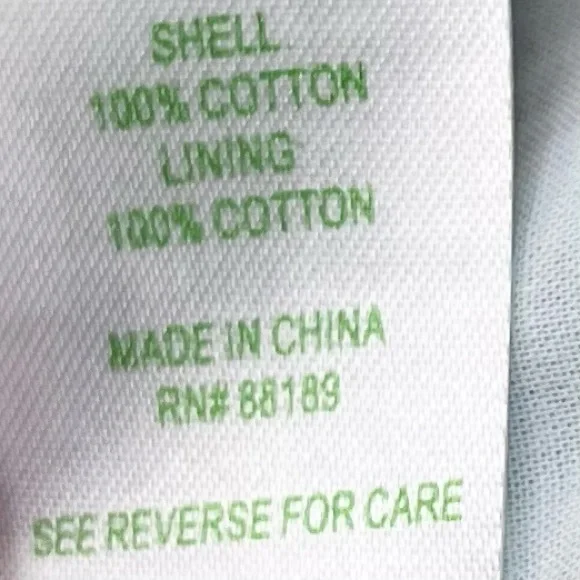 SHELL
100% COTTON
LINING
100% COTTON
MADE IN CHINA
RN# 88189
SEE REVERSE FOR CARE